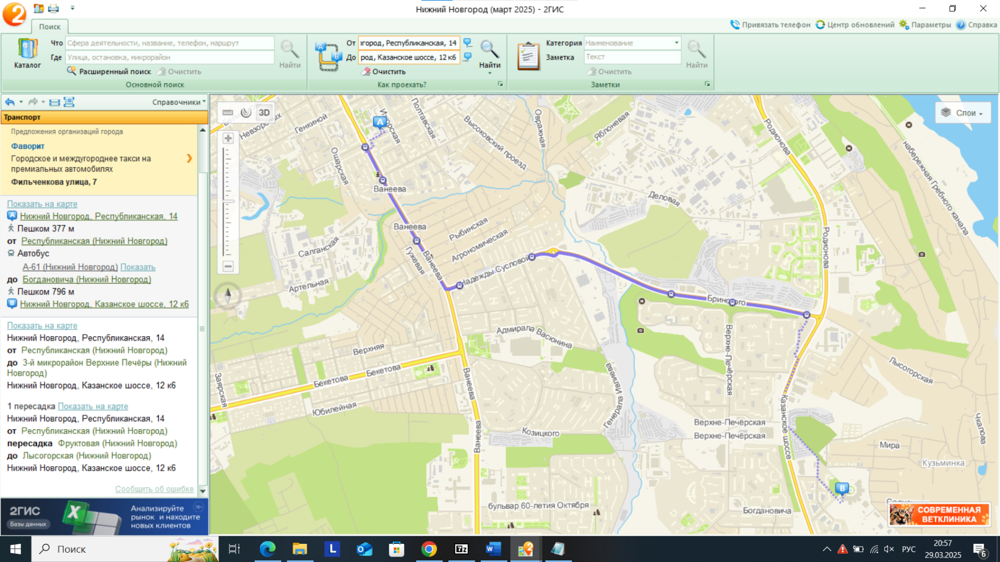 Нижний Новгород (март 2025) - 2ГИС
Поиск
Привязать телефон
Центр обновлений
Параметры
Справка
Каталог
Что
Сфера деятельности, название, телефон, маршрут
Где
Улица, остановка, микрорайон
Расширенный поиск
Очистить
Найти
Основной поиск
От
згород, Республиканская, 14
До
род, Казанское шоссе, 12 к6
Очистить
Найти
Как проехать?
Категория
Наименование
Заметка
Текст
Очистить
Найти
Заметки
Справочники
Транспорт
Предложения организаций города
Фаворит
Городское и междугороднее такси на
премиальных автомобилях
Фильченкова улица, 7
Показать на карте
A Нижний Новгород, Республиканская, 14
Пешком 377 м
от Республиканская (Нижний Новгород)
Автобус
А-61 (Нижний Новгород) Показать
до Богдановича (Нижний Новгород)
Пешком 796 м
B Нижний Новгород, Казанское шоссе, 12 к6
Показать на карте
Нижний Новгород, Республиканская, 14
от Республиканская (Нижний Новгород)
до 3-й микрорайон Верхние Печёры (Нижний
Новгород)
Нижний Новгород, Казанское шоссе, 12 к6
1 пересадка Показать на карте
Нижний Новгород, Республиканская, 14
от Республиканская (Нижний Новгород)
пересадка Фруктовая (Нижний Новгород)
до Лысогорская (Нижний Новгород)
Нижний Новгород, Казанское шоссе, 12 к6
Сообщить об ошибке
2ГИС
Базы данных
Анализируйте
рынок и находите
новых клиентов
18+
3D
Слои
A
Невзоровых
Генкиной
Ошарская
Полтавская
Высоковский проезд
Овражная
Яблоневая
Родионова
набережная Гребного канала
Ванеева
Деловая
Ванеева
Рыбинская
Агрономическая
Салганская
Гужевая
Ванеева
Надежды Сусловой
Родионова
Артельная
Бринского
Адмирала Васюнина
Верхняя
Верхне-Печёрская
Бекетова
Бекетова
Заярская
Ванеева
Генерала Ивлиева
Лысогорская
Юбилейная
Казанское шоссе
Козицкого
Верхне-Печёрская
Верхне-Печёрская
Ванеева
Чкалова
Мира
Кузьминка
B
бульвар 60-летия Октября
Богдановича
СОВРЕМЕННАЯ
ВЕТКЛИНИКА
Поиск
L
7z
РУС
20:57
29.03.2025
6